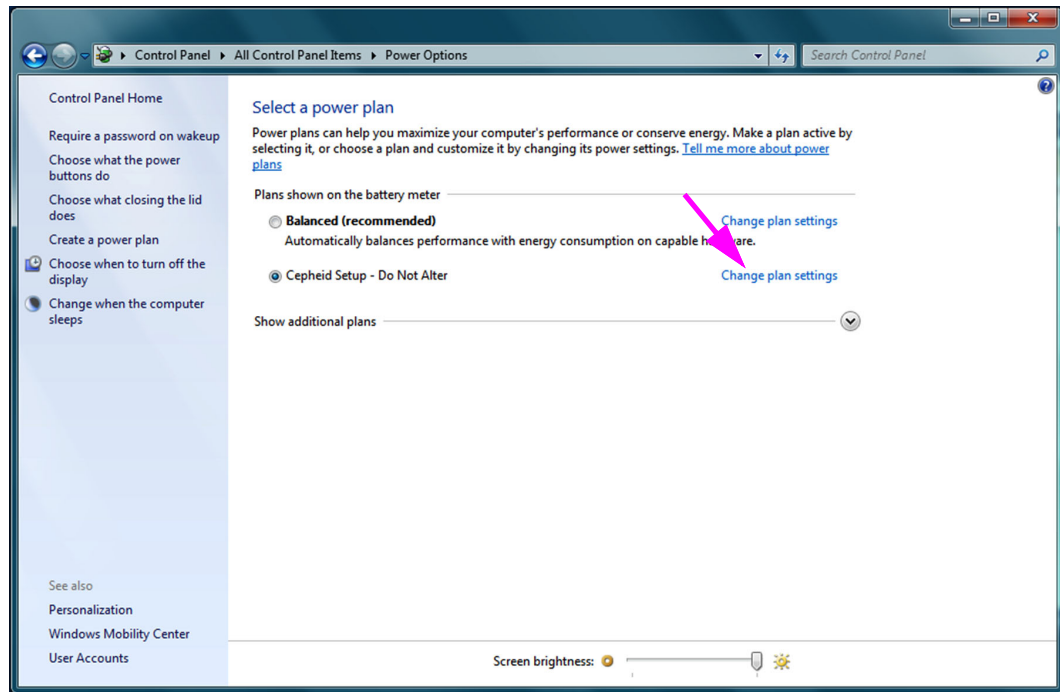 Control Panel ▸ All Control Panel Items ▸ Power Options
Search Control Panel
Control Panel Home
Require a password on wakeup
Choose what the power
buttons do
Choose what closing the lid
does
Create a power plan
Choose when to turn off the
display
Change when the computer
sleeps
See also
Personalization
Windows Mobility Center
User Accounts
Select a power plan
Power plans can help you maximize your computer's performance or conserve energy. Make a plan active by
selecting it, or choose a plan and customize it by changing its power settings. Tell me more about power
plans
Plans shown on the battery meter
Balanced (recommended) Change plan settings
Automatically balances performance with energy consumption on capable
Cepheid Setup - Do Not Alter Change plan settings
Show additional plans
Screen brightness: